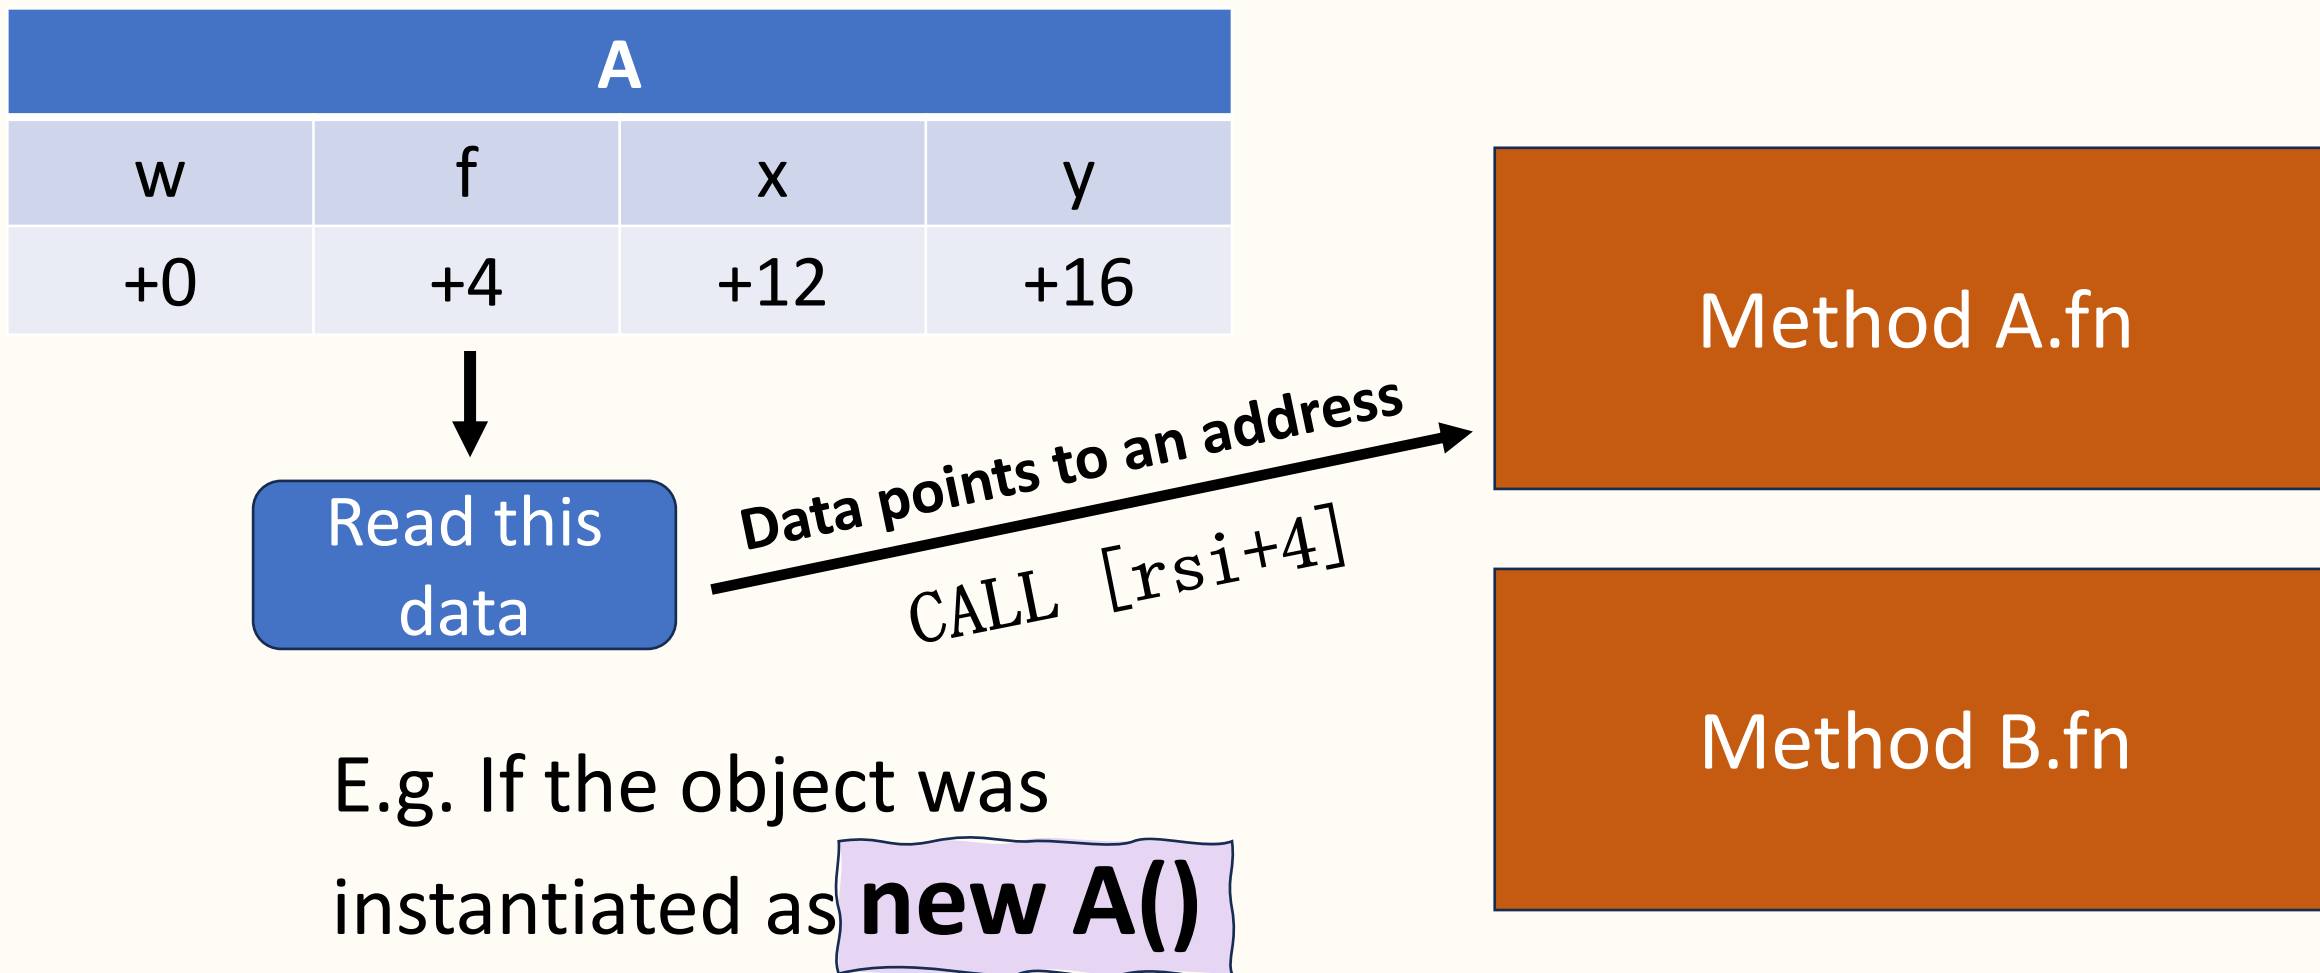 A
w f x y
+0 +4 +12 +16
Read this
data
Data points to an address
CALL [rsi+4]
Method A.fn
Method B.fn
E.g. If the object was
instantiated as new A()